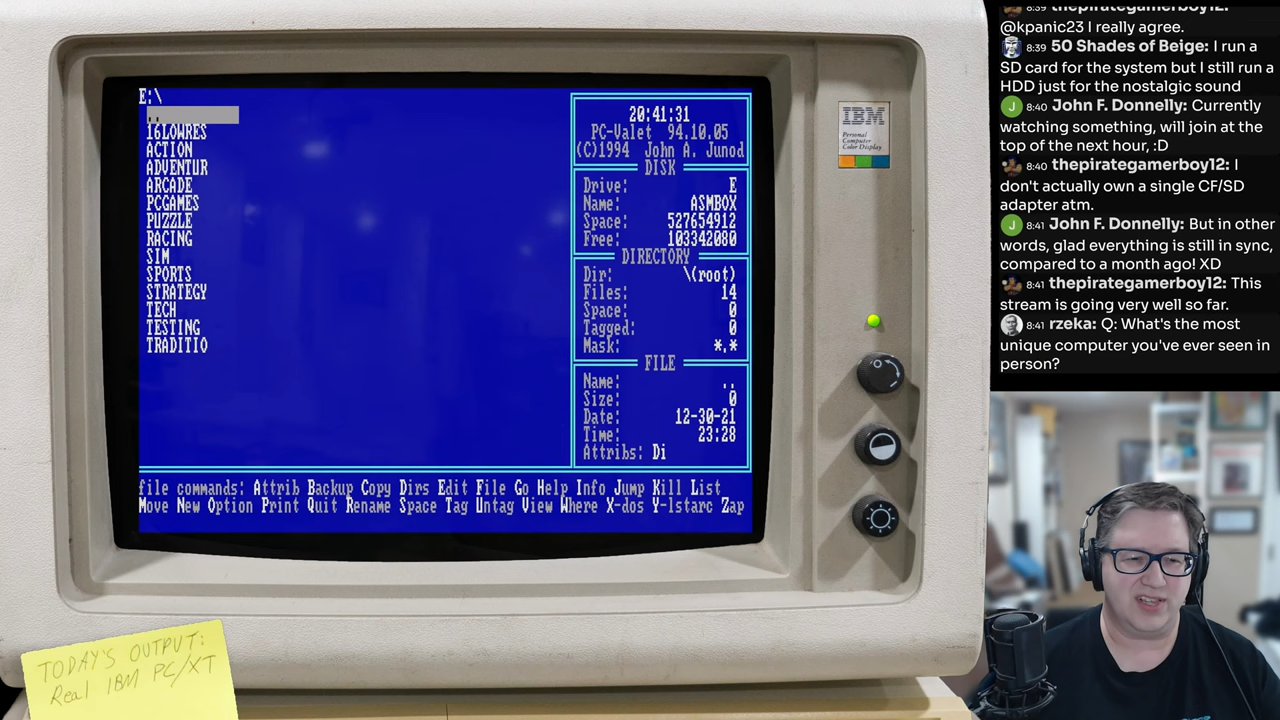 E:\
..
16LOWRES
ACTION
ADVENTUR
ARCADE
PCGAMES
PUZZLE
RACING
SIM
SPORTS
STRATEGY
TECH
TESTING
TRADITIO
20:41:31
PC-Valet 94.10.05
(C)1994 John A. Junod
DISK
Drive: E
Name: ASMBOX
Space: 527654912
Free: 103342080
DIRECTORY
Dir: \(root)
Files: 14
Space: 0
Tagged: 0
Mask: *.*
FILE
Name: ..
Size: 0
Date: 12-30-21
Time: 23:28
Attribs: Di
file commands: Attrib Backup Copy Dirs Edit File Go Help Info Jump Kill List
Move New Option Print Quit Rename Space Tag Untag View Where X-dos Y-lstarc Zap
IBM
Personal
Computer
Color Display
TODAY'S OUTPUT:
Real IBM PC/XT
8:39 thepirategamerboy12:
@kpanic23 I really agree.
8:39 50 Shades of Beige: I run a
SD card for the system but I still run a
HDD just for the nostalgic sound
J 8:40 John F. Donnelly: Currently
watching something, will join at the
top of the next hour, :D
8:40 thepirategamerboy12: I
don't actually own a single CF/SD
adapter atm.
J 8:41 John F. Donnelly: But in other
words, glad everything is still in sync,
compared to a month ago! XD
8:41 thepirategamerboy12: This
stream is going very well so far.
8:41 rzeka: Q: What's the most
unique computer you've ever seen in
person?